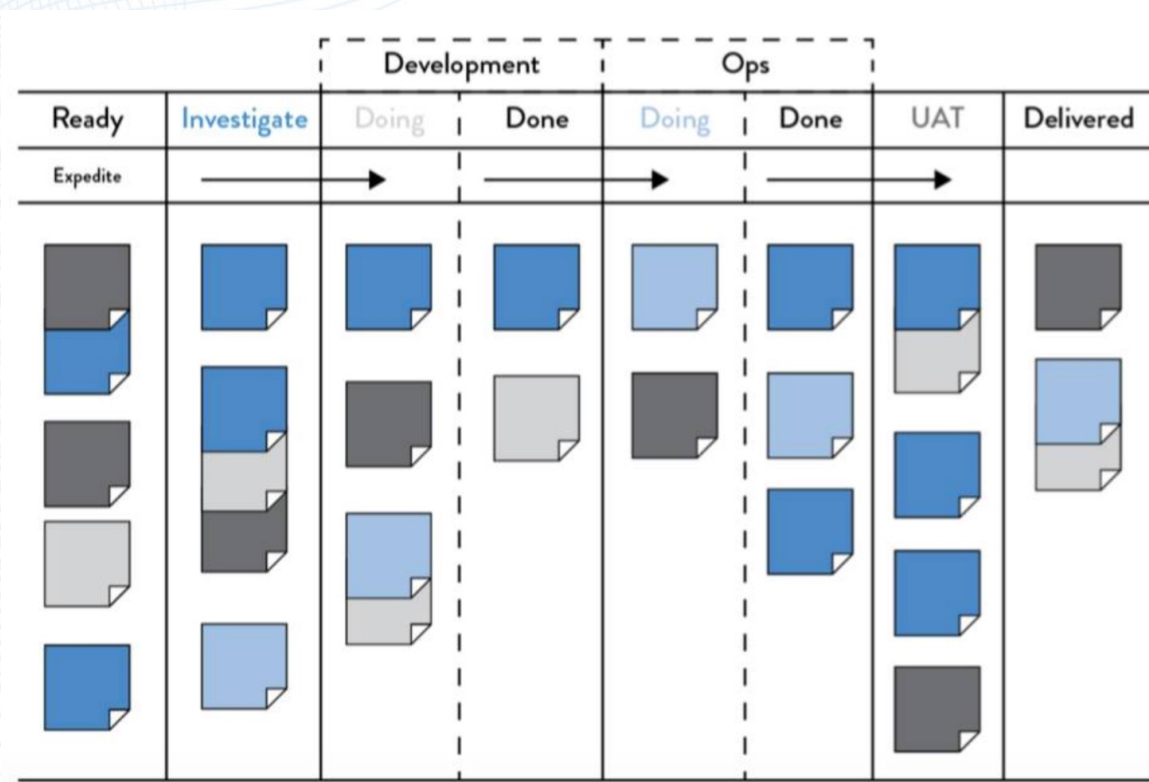 Development Ops
Ready Investigate Doing Done Doing Done UAT Delivered
Expedite